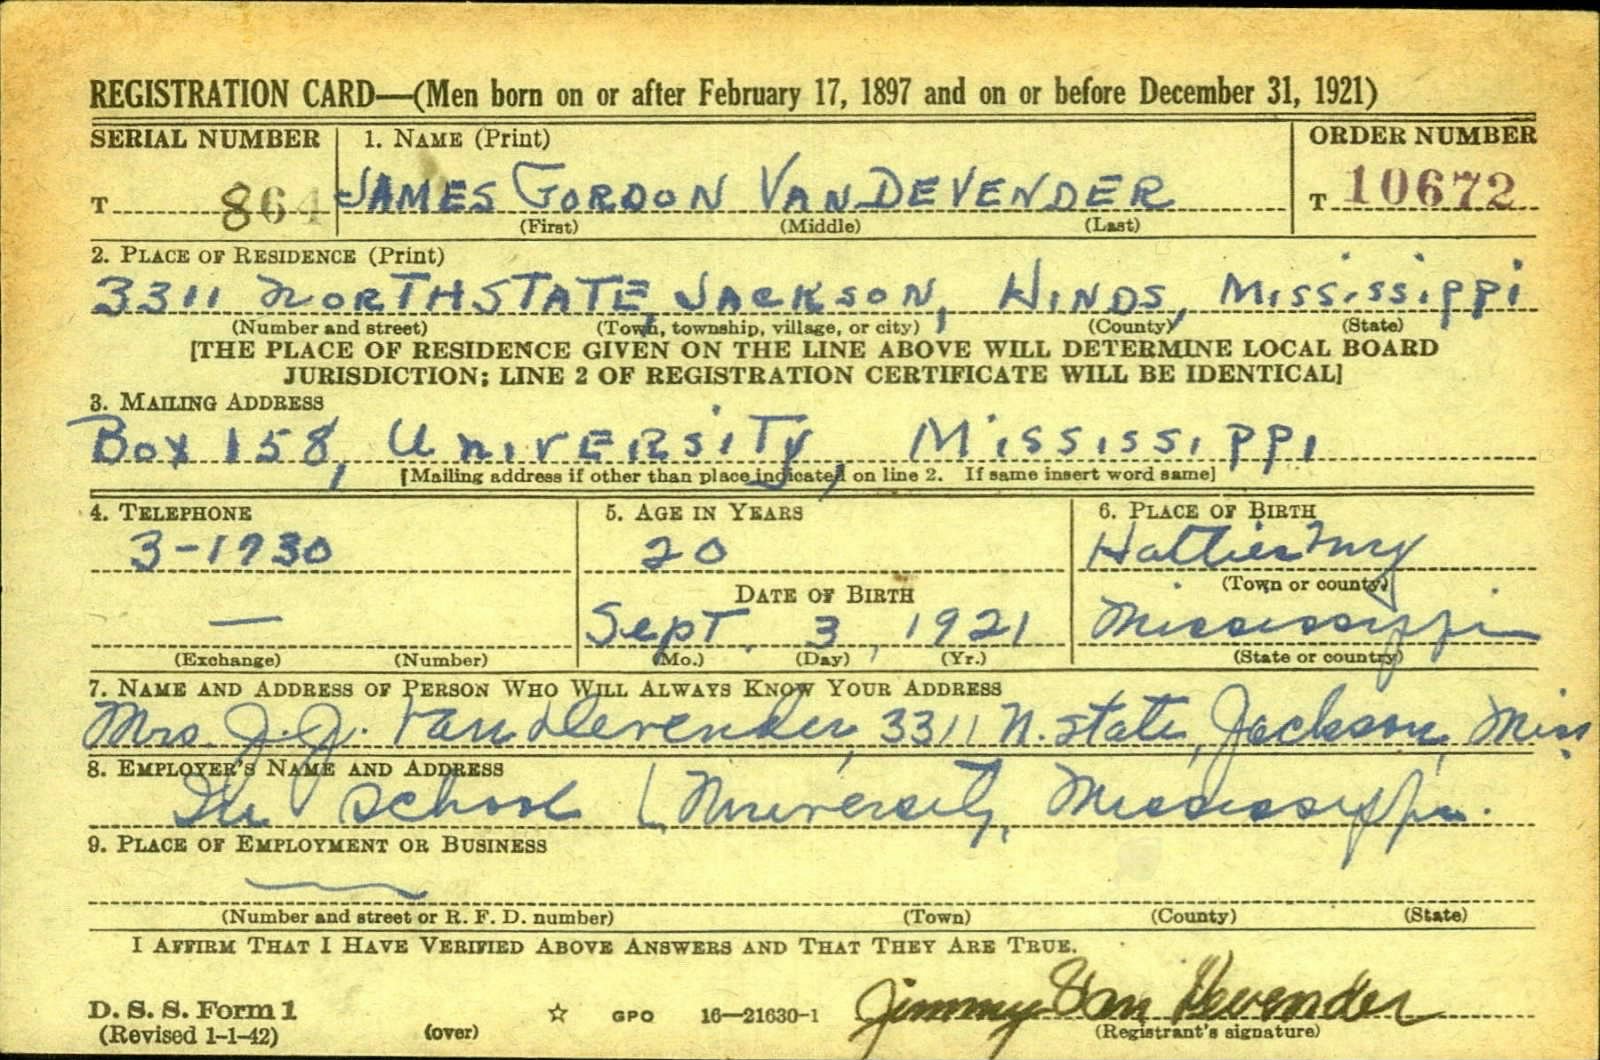 REGISTRATION CARD—(Men born on or after February 17, 1897 and on or before December 31, 1921)
SERIAL NUMBER 1. NAME (Print) ORDER NUMBER
T 864 JAMES GORDON VANDEVENDER T 10672
(First) (Middle) (Last)
2. PLACE OF RESIDENCE (Print)
3311 NORTH STATE, JACKSON, HINDS, MISSISSIPPI
(Number and street) (Town, township, village, or city) (County) (State)
[THE PLACE OF RESIDENCE GIVEN ON THE LINE ABOVE WILL DETERMINE LOCAL BOARD
JURISDICTION; LINE 2 OF REGISTRATION CERTIFICATE WILL BE IDENTICAL]
3. MAILING ADDRESS
BOX 158, UNIVERSITY, MISSISSIPPI
[Mailing address if other than place indicated on line 2. If same insert word same]
4. TELEPHONE 5. AGE IN YEARS 6. PLACE OF BIRTH
3-1930 20 Hattiesburg
(Town or county)
DATE OF BIRTH
— Sept. 3, 1921 Mississippi
(Exchange) (Number) (Mo.) (Day) (Yr.) (State or country)
7. NAME AND ADDRESS OF PERSON WHO WILL ALWAYS KNOW YOUR ADDRESS
Mrs. J. J. VanDevender, 3311 N. State, Jackson, Miss.
8. EMPLOYER'S NAME AND ADDRESS
In School University, Mississippi.
9. PLACE OF EMPLOYMENT OR BUSINESS
(Number and street or R. F. D. number) (Town) (County) (State)
I AFFIRM THAT I HAVE VERIFIED ABOVE ANSWERS AND THAT THEY ARE TRUE.
D. S. S. Form 1
(Revised 1-1-42) (over) ☆ GPO 16—21630-1 Jimmy Van Devender
(Registrant's signature)